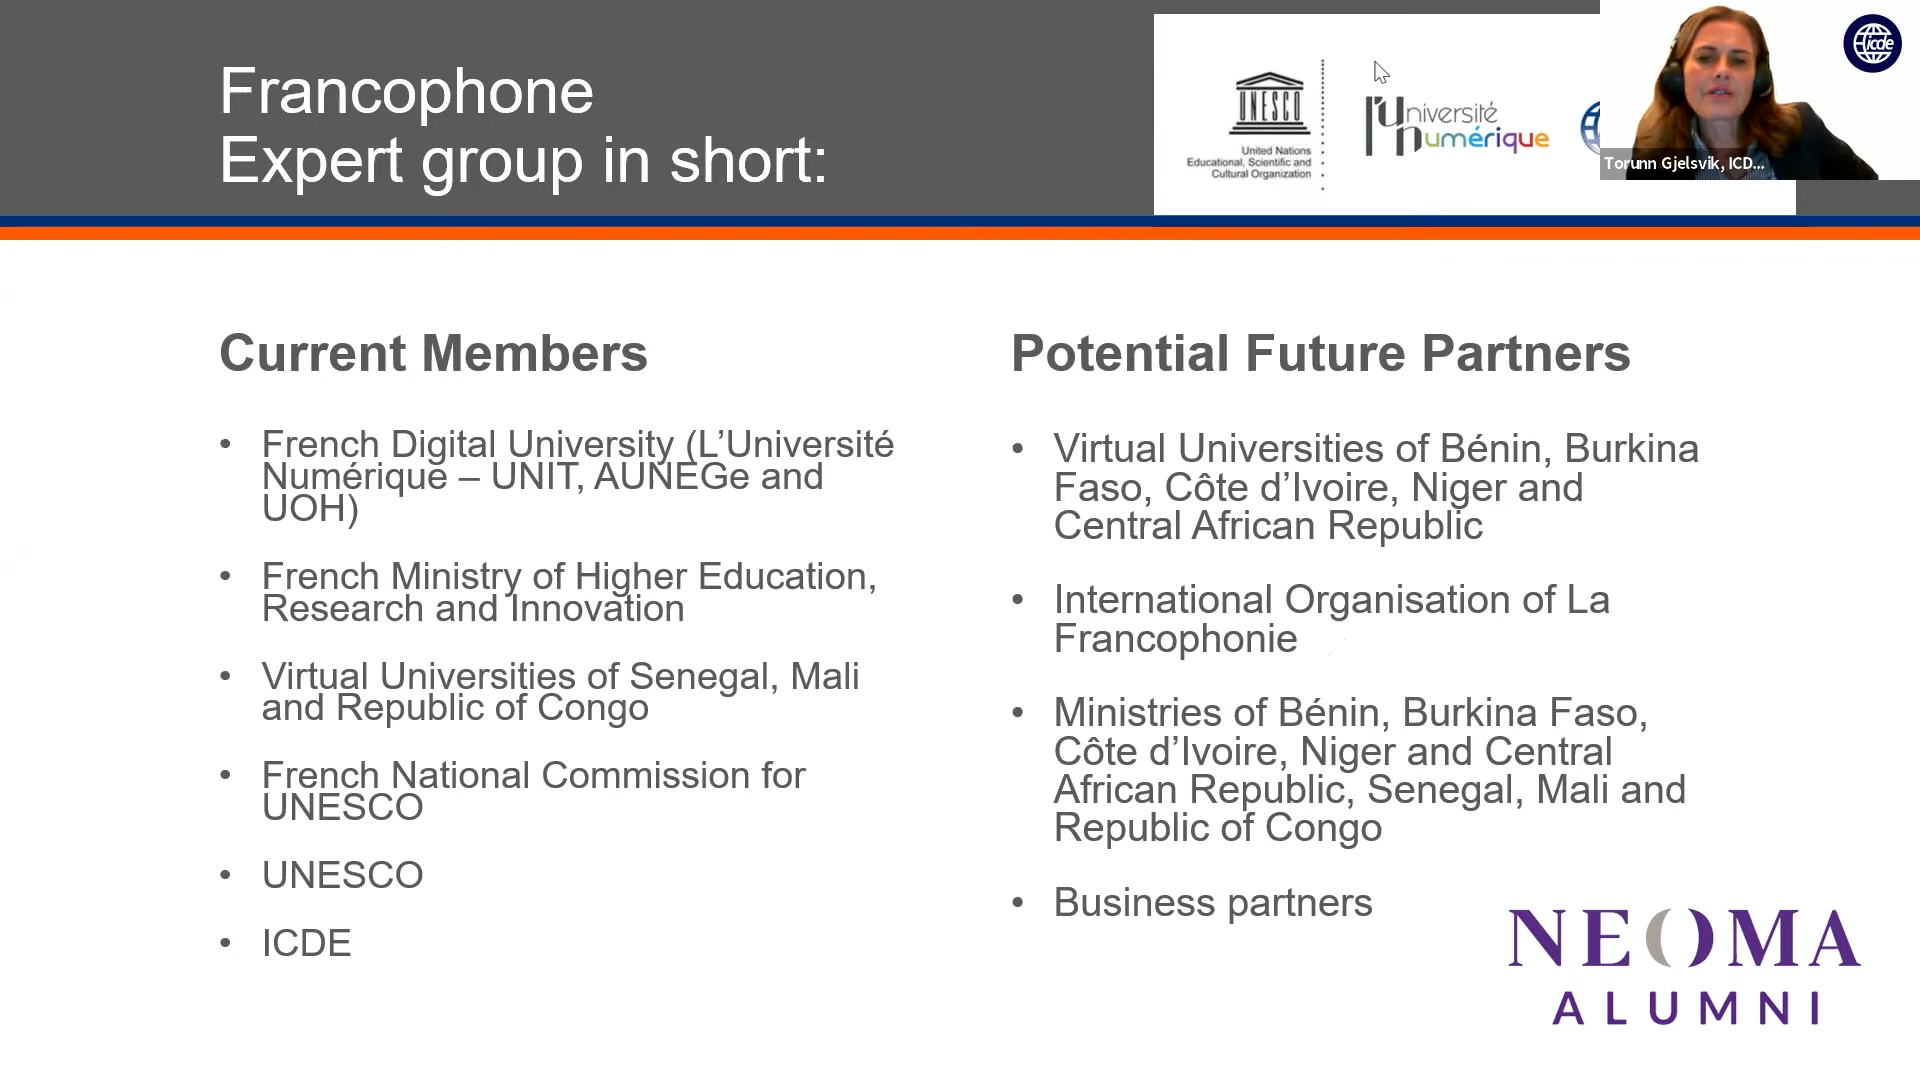 Francophone
Expert group in short:
UNESCO
United Nations
Educational, Scientific and
Cultural Organization
l'Université
numérique
icde
Torunn Gjelsvik, ICD...
Current Members
• French Digital University (L’Université
Numérique – UNIT, AUNEGe and
UOH)
• French Ministry of Higher Education,
Research and Innovation
• Virtual Universities of Senegal, Mali
and Republic of Congo
• French National Commission for
UNESCO
• UNESCO
• ICDE
Potential Future Partners
• Virtual Universities of Bénin, Burkina
Faso, Côte d’Ivoire, Niger and
Central African Republic
• International Organisation of La
Francophonie
• Ministries of Bénin, Burkina Faso,
Côte d’Ivoire, Niger and Central
African Republic, Senegal, Mali and
Republic of Congo
• Business partners
NEOMA
ALUMNI